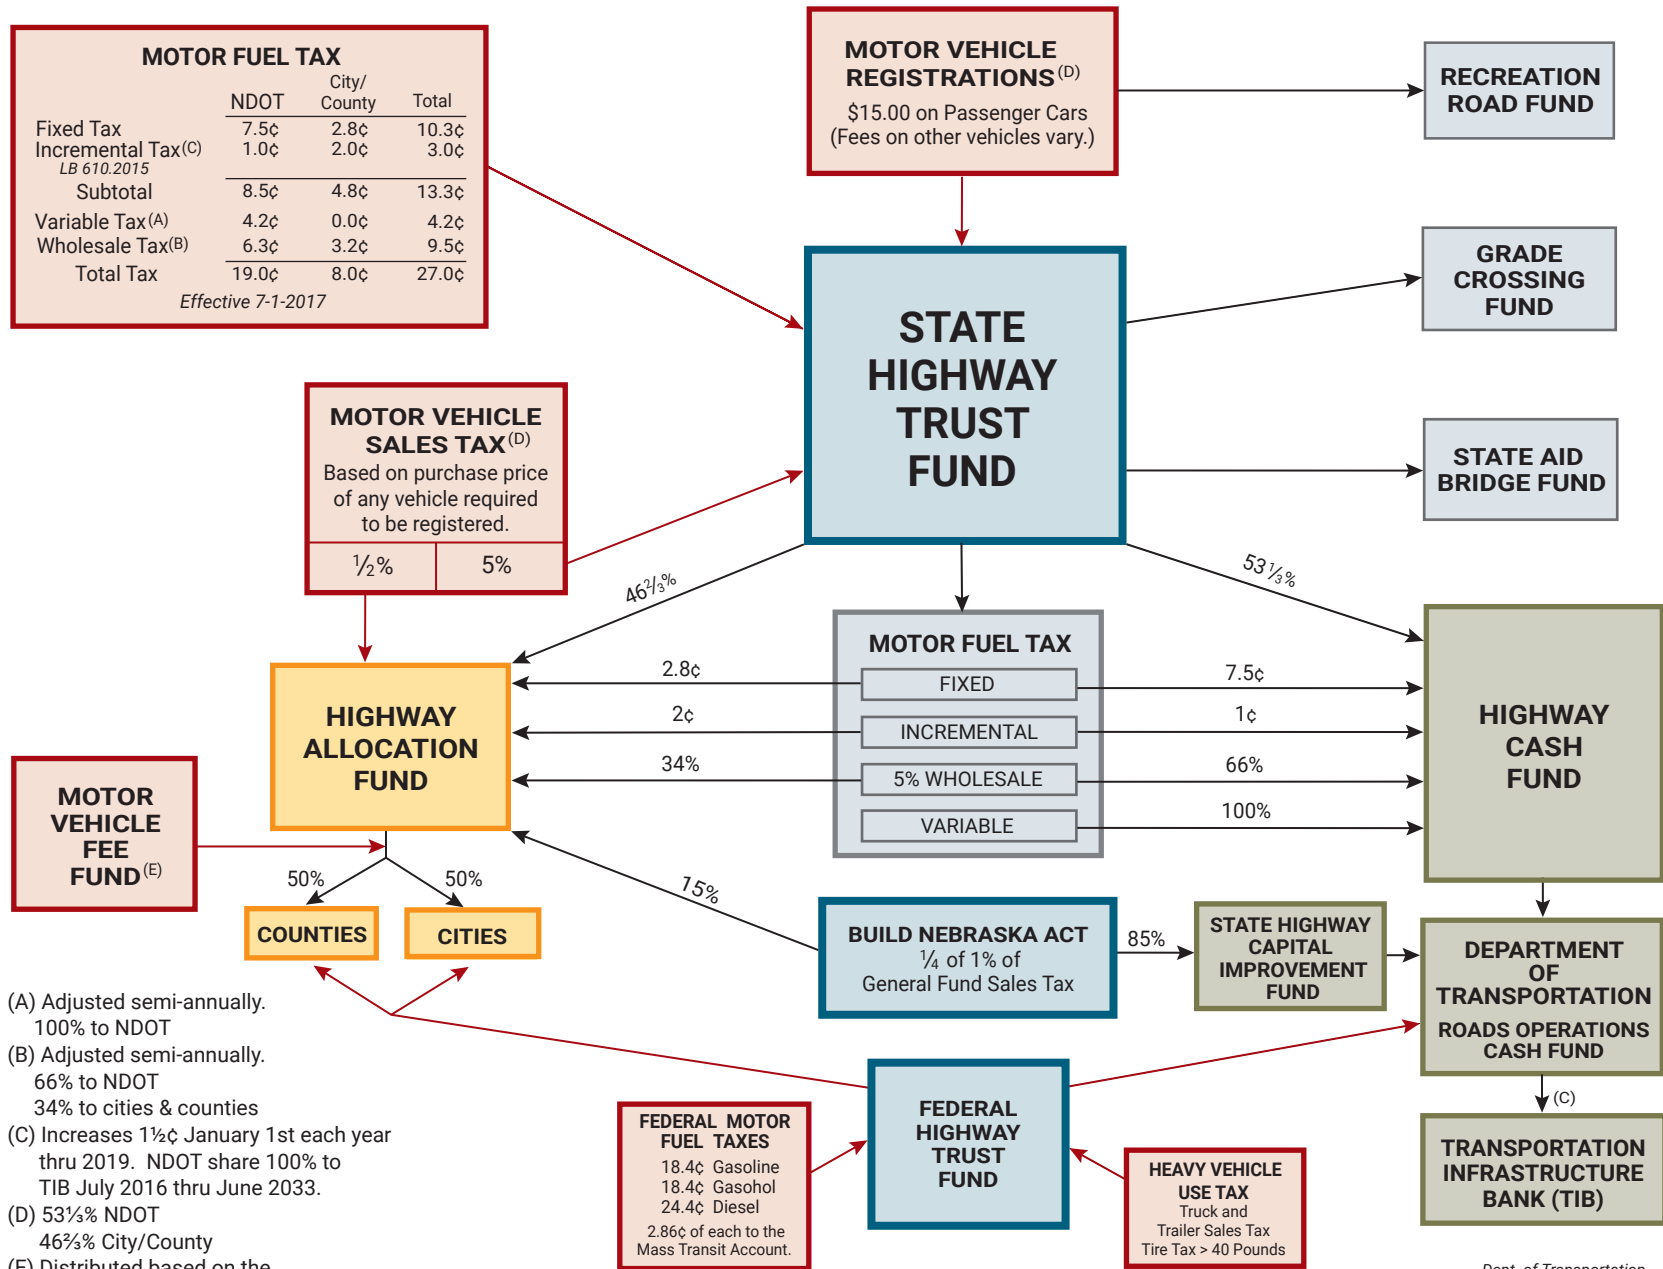 MOTOR FUEL TAX
NDOT City/County Total
Fixed Tax 7.5¢ 2.8¢ 10.3¢
Incremental Tax(C) 1.0¢ 2.0¢ 3.0¢
LB 610.2015
Subtotal 8.5¢ 4.8¢ 13.3¢
Variable Tax(A) 4.2¢ 0.0¢ 4.2¢
Wholesale Tax(B) 6.3¢ 3.2¢ 9.5¢
Total Tax 19.0¢ 8.0¢ 27.0¢
Effective 7-1-2017
MOTOR VEHICLE
REGISTRATIONS(D)
$15.00 on Passenger Cars
(Fees on other vehicles vary.)
RECREATION
ROAD FUND
GRADE
CROSSING
FUND
STATE
HIGHWAY
TRUST
FUND
STATE AID
BRIDGE FUND
MOTOR VEHICLE
SALES TAX(D)
Based on purchase price
of any vehicle required
to be registered.
½% 5%
46⅔%
53⅓%
MOTOR FUEL TAX
2.8¢ FIXED 7.5¢
2¢ INCREMENTAL 1¢
34% 5% WHOLESALE 66%
VARIABLE 100%
HIGHWAY
ALLOCATION
FUND
HIGHWAY
CASH
FUND
MOTOR
VEHICLE
FEE
FUND(E)
50% 50%
COUNTIES CITIES
15%
BUILD NEBRASKA ACT
¼ of 1% of
General Fund Sales Tax
85%
STATE HIGHWAY
CAPITAL
IMPROVEMENT
FUND
DEPARTMENT
OF
TRANSPORTATION
ROADS OPERATIONS
CASH FUND
(C)
TRANSPORTATION
INFRASTRUCTURE
BANK (TIB)
FEDERAL
HIGHWAY
TRUST
FUND
FEDERAL MOTOR
FUEL TAXES
18.4¢ Gasoline
18.4¢ Gasohol
24.4¢ Diesel
2.86¢ of each to the
Mass Transit Account.
HEAVY VEHICLE
USE TAX
Truck and
Trailer Sales Tax
Tire Tax > 40 Pounds
(A) Adjusted semi-annually.
100% to NDOT
(B) Adjusted semi-annually.
66% to NDOT
34% to cities & counties
(C) Increases 1½¢ January 1st each year
thru 2019. NDOT share 100% to
TIB July 2016 thru June 2033.
(D) 53⅓% NDOT
46⅔% City/County
(E) Distributed based on the
Dept. of Transportation